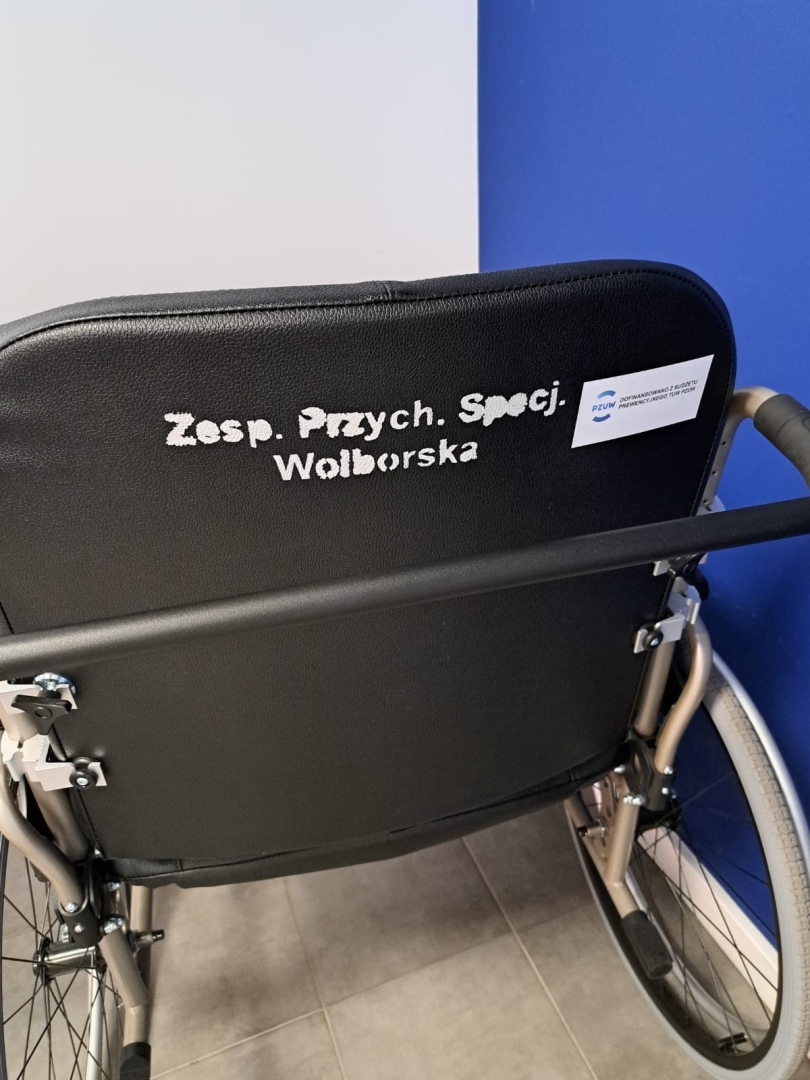 Zesp. Przych. Specj.
Wolborska
PZUW
DOFINANSOWANO Z BUDŻETU
PREWENCYJNEGO TUW PZUW